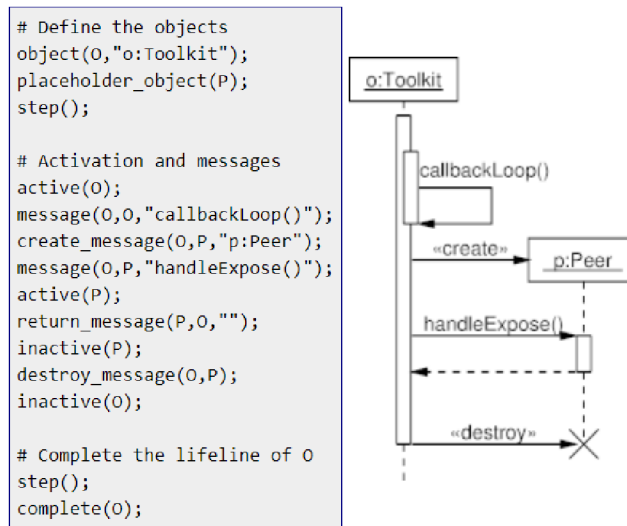 # Define the objects
object(O,"o:Toolkit");
placeholder_object(P);
step();
# Activation and messages
active(O);
message(O,O,"callbackLoop()");
create_message(O,P,"p:Peer");
message(O,P,"handleExpose()");
active(P);
return_message(P,O,"");
inactive(P);
destroy_message(O,P);
inactive(O);
# Complete the lifeline of O
step();
complete(O);
o:Toolkit
callbackLoop()
«create»
p:Peer
handleExpose()
«destroy»